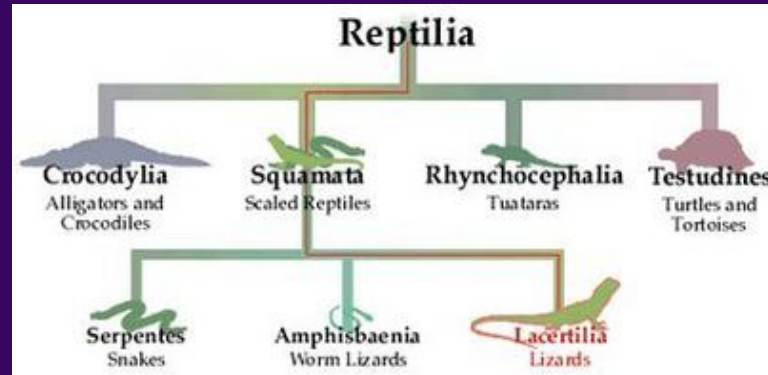 Reptilia
Crocodylia
Alligators and
Crocodiles
Squamata
Scaled Reptiles
Rhynchocephalia
Tuataras
Testudines
Turtles and
Tortoises
Serpentes
Snakes
Amphisbaenia
Worm Lizards
Lacertilia
Lizards